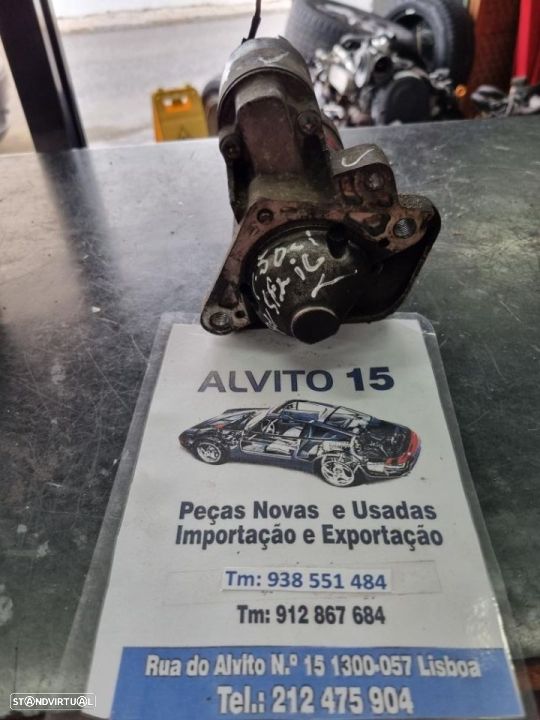 ALVITO 15
Peças Novas e Usadas
Importação e Exportação
Tm: 938 551 484
Tm: 912 867 684
Rua do Alvito N.º 15 1300-057 Lisboa
Tel.: 212 475 904
STANDVIRTUAL